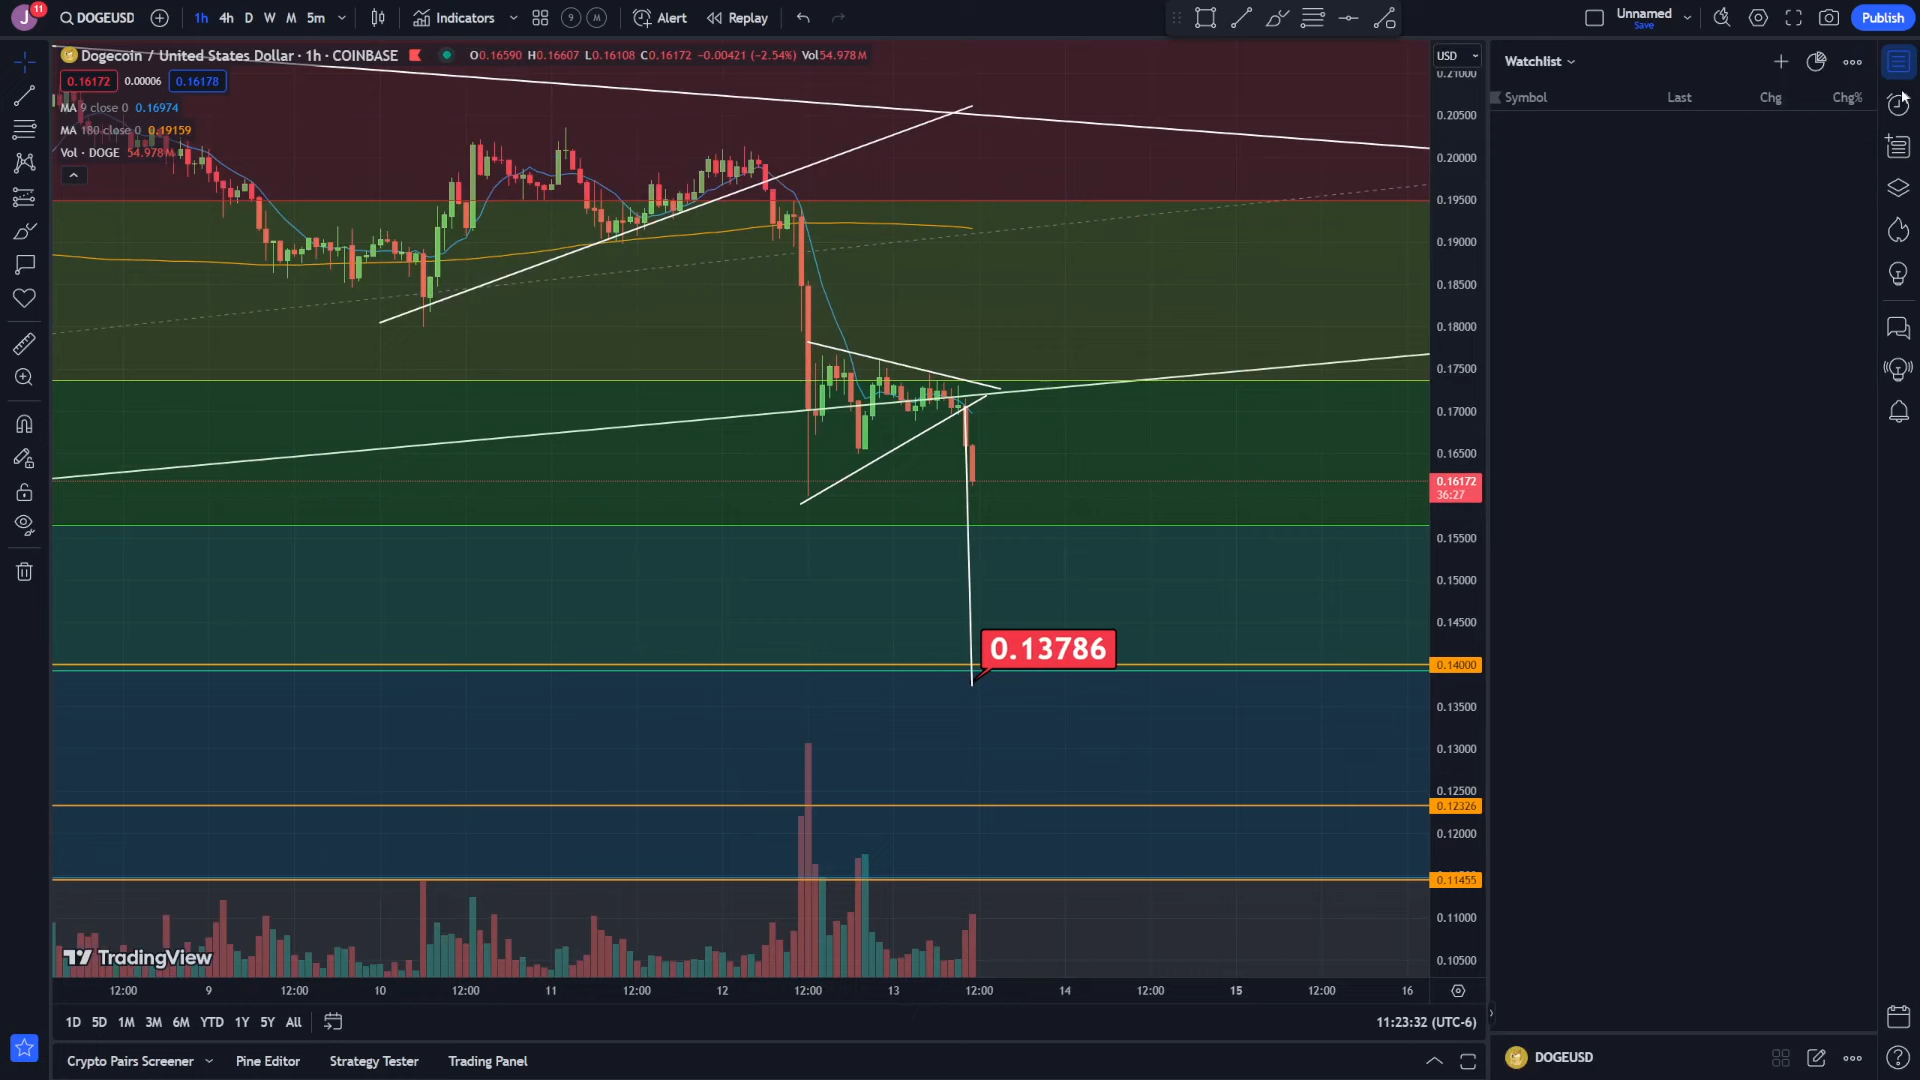 J 11 DOGEUSD 1h 4h D W M 5m Indicators 9 M Alert Replay Unnamed Save Publish
Dogecoin / United States Dollar · 1h · COINBASE O0.16590 H0.16607 L0.16108 C0.16172 −0.00421 (−2.54%) Vol54.978 M
0.16172 0.00006 0.16178
MA 9 close 0 0.16974
MA 180 close 0 0.19159
Vol · DOGE 54.978 M
USD
0.21000
0.20500
0.20000
0.19500
0.19000
0.18500
0.18000
0.17500
0.17000
0.16500
0.16172
36:27
0.15500
0.15000
0.14500
0.14000
0.13500
0.13000
0.12500
0.12326
0.12000
0.11455
0.11000
0.10500
0.13786
TradingView
12:00 9 12:00 10 12:00 11 12:00 12 12:00 13 12:00 14 12:00 15 12:00 16
1D 5D 1M 3M 6M YTD 1Y 5Y All 11:23:32 (UTC-6)
Crypto Pairs Screener Pine Editor Strategy Tester Trading Panel
Watchlist
Symbol Last Chg Chg%
DOGEUSD